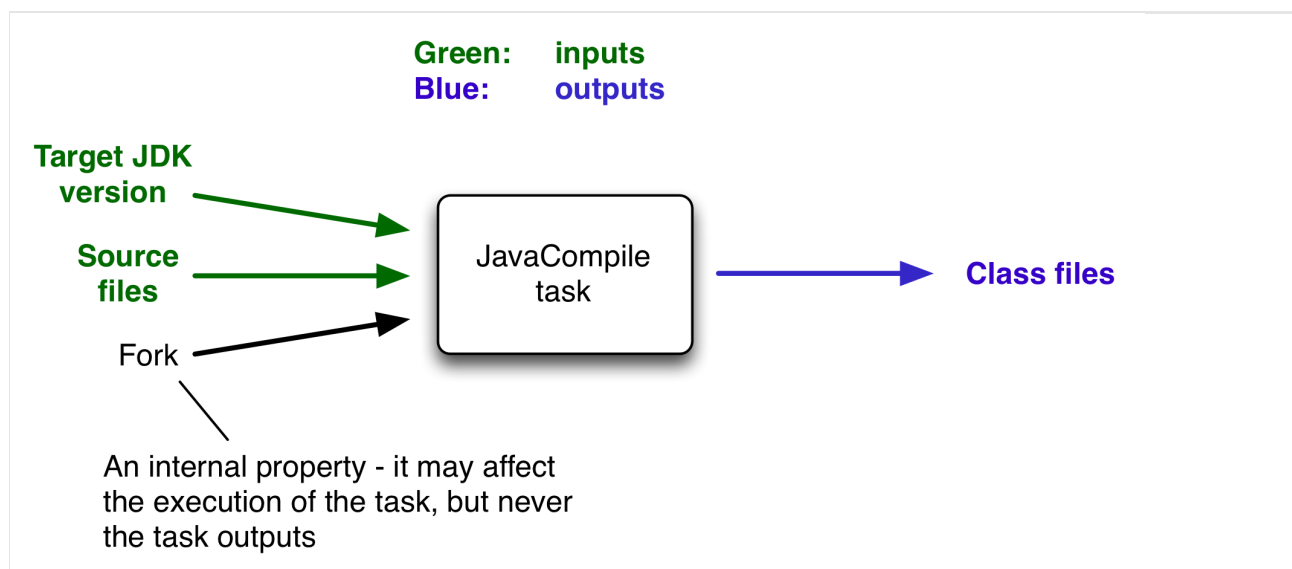 Green: inputs
Blue: outputs
Target JDK
version
Source
files
Fork
JavaCompile
task
Class files
An internal property - it may affect
the execution of the task, but never
the task outputs